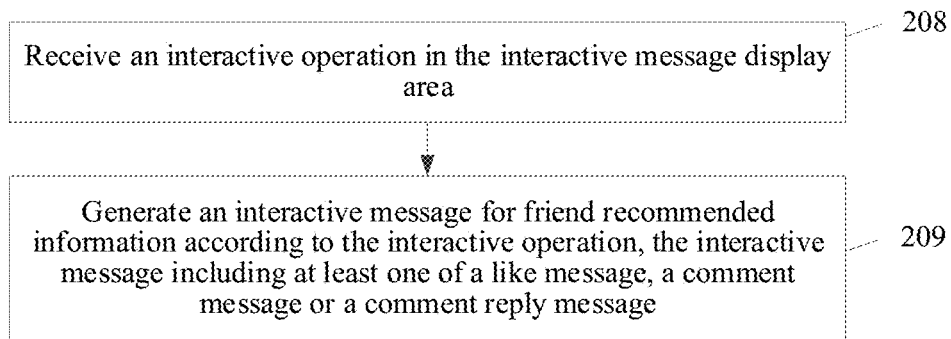 208
Receive an interactive operation in the interactive message display
area
Generate an interactive message for friend recommended
information according to the interactive operation, the interactive
message including at least one of a like message, a comment
message or a comment reply message
209